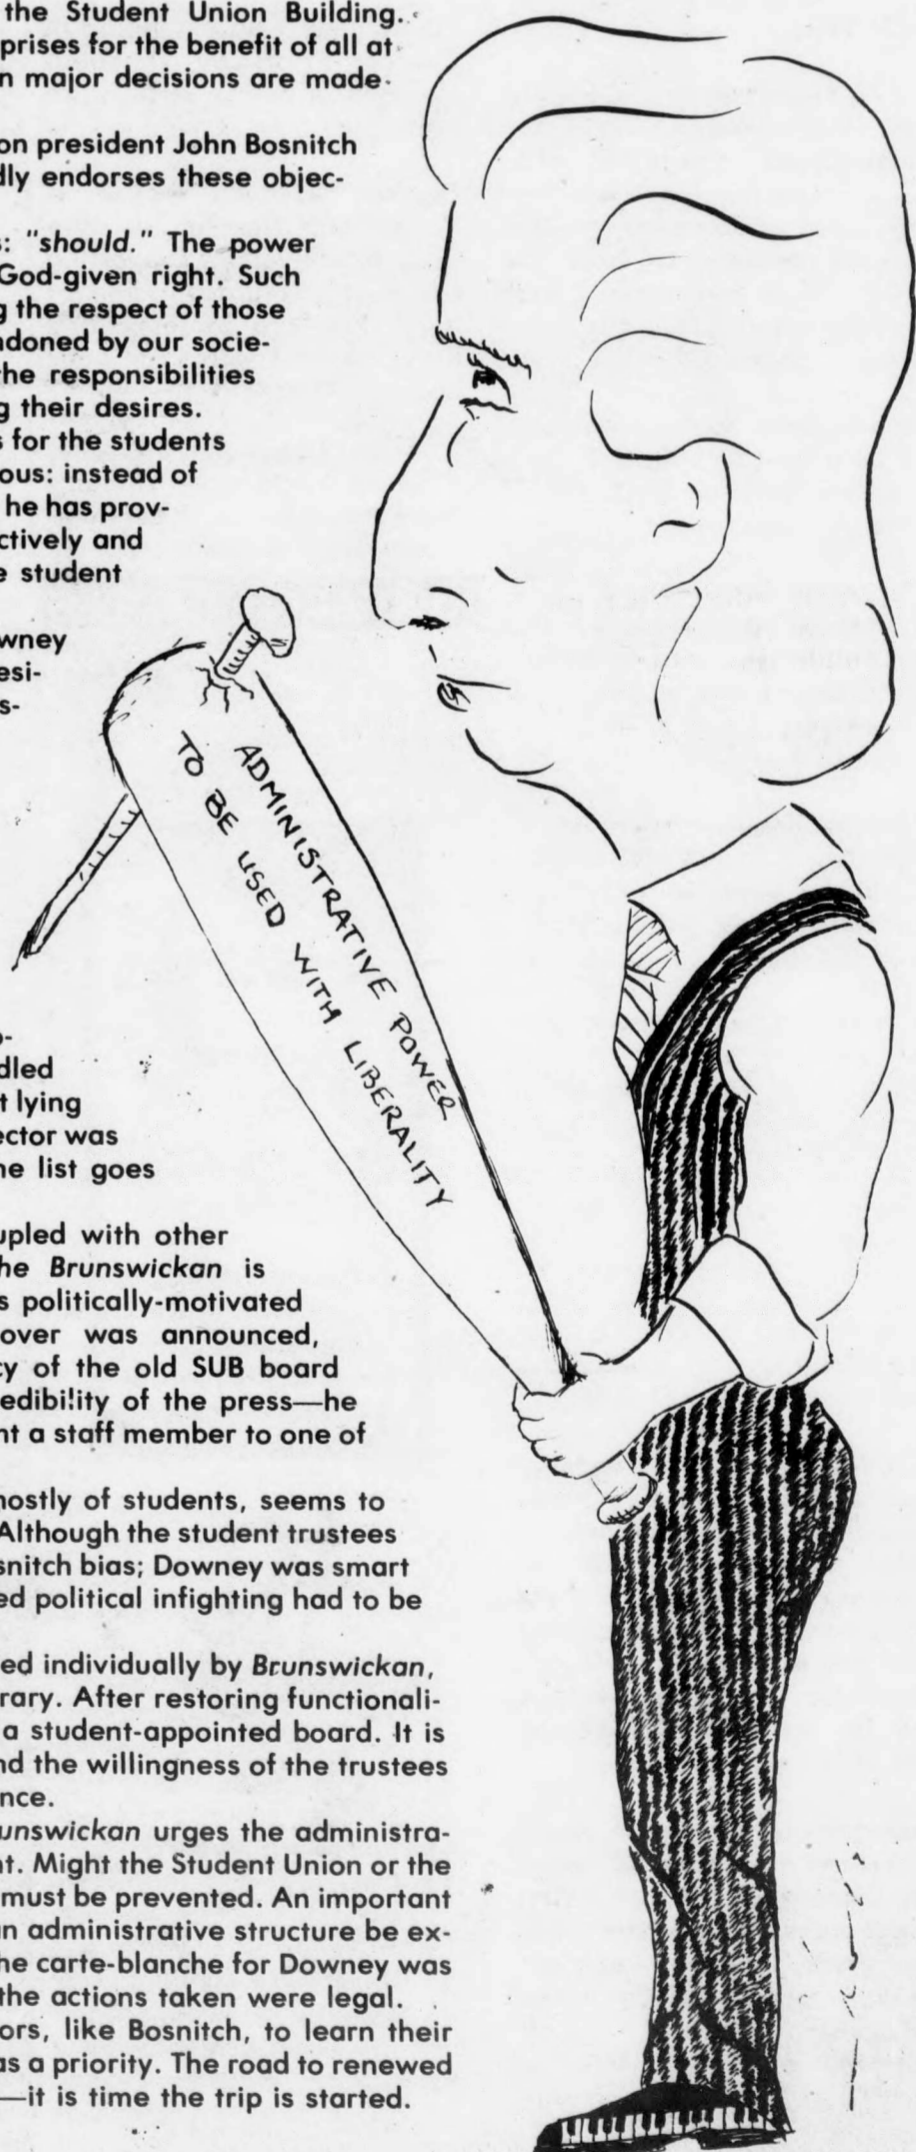 the Student Union Building.
prises for the benefit of all at
n major decisions are made
on president John Bosnitch
lly endorses these objec-
s: "should." The power
God-given right. Such
g the respect of those
ndoned by our socie-
he responsibilities
g their desires.
s for the students
ous: instead of
he has prov-
ctively and
e student
wney
esi-
s-
ADMINISTRATIVE POWER
TO BE USED WITH LIBERALITY
o-
dled
t lying
ector was
he list goes
upled with other
he Brunswickan is
s politically-motivated
over was announced,
cy of the old SUB board
edibility of the press—he
nt a staff member to one of
nostly of students, seems to
Although the student trustees
snitch bias; Downey was smart
ed political infighting had to be
ed individually by Brunswickan,
rary. After restoring functionali-
a student-appointed board. It is
nd the willingness of the trustees
nce.
unswickan urges the administra-
nt. Might the Student Union or the
must be prevented. An important
n administrative structure be ex-
he carte-blanche for Downey was
the actions taken were legal.
ors, like Bosnitch, to learn their
as a priority. The road to renewed
—it is time the trip is started.